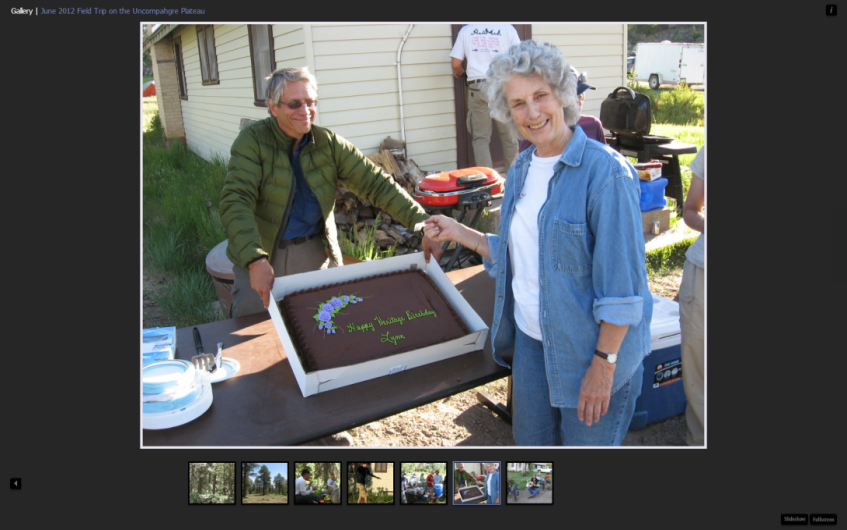 Gallery | June 2012 Field Trip on the Uncompahgre Plateau
i
Happy Heritage Birthday
Lynn
Slideshow
Fullscreen